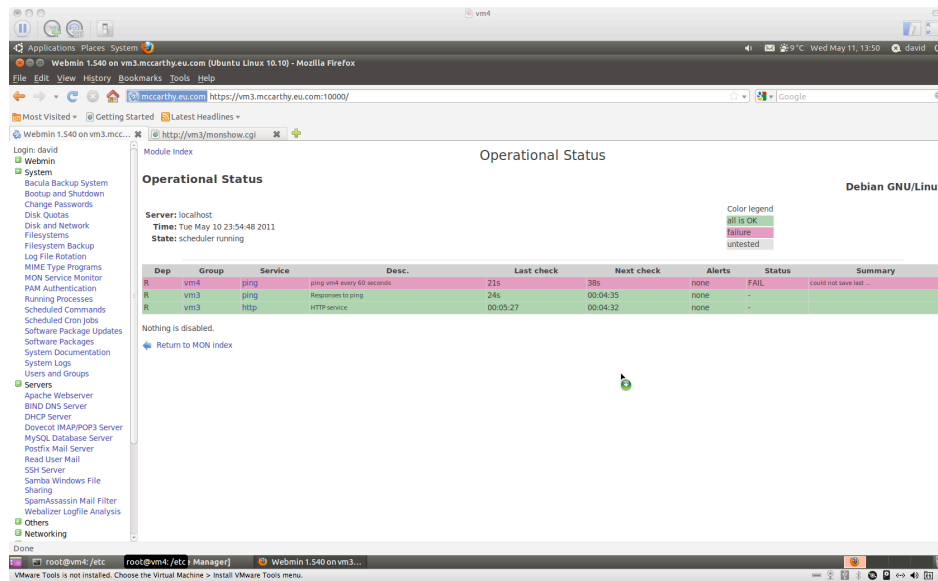 vm4
Applications Places System
9°C Wed May 11, 13:50 david
Webmin 1.540 on vm3.mccarthy.eu.com (Ubuntu Linux 10.10) - Mozilla Firefox
File Edit View History Bookmarks Tools Help
mccarthy.eu.com https://vm3.mccarthy.eu.com:10000/
Google
Most Visited Getting Started Latest Headlines
Webmin 1.540 on vm3.mcc... http://vm3/monshow.cgi
Login: david
Webmin
System
Bacula Backup System
Bootup and Shutdown
Change Passwords
Disk Quotas
Disk and Network
Filesystems
Filesystem Backup
Log File Rotation
MIME Type Programs
MON Service Monitor
PAM Authentication
Running Processes
Scheduled Commands
Scheduled Cron Jobs
Software Package Updates
Software Packages
System Documentation
System Logs
Users and Groups
Servers
Apache Webserver
BIND DNS Server
DHCP Server
Dovecot IMAP/POP3 Server
MySQL Database Server
Postfix Mail Server
Read User Mail
SSH Server
Samba Windows File
Sharing
SpamAssassin Mail Filter
Webalizer Logfile Analysis
Others
Networking
Module Index
Operational Status
Operational Status
Debian GNU/Linu
Server: localhost
Time: Tue May 10 23:54:48 2011
State: scheduler running
Color legend
all is OK
failure
untested
Dep Group Service Desc. Last check Next check Alerts Status Summary
R vm4 ping ping vm4 every 60 seconds 21s 38s none FAIL could not save last ...
R vm3 ping Responses to ping 24s 00:04:35 none -
R vm3 http HTTP service 00:05:27 00:04:32 none -
Nothing is disabled.
Return to MON index
Done
root@vm4: /etc root@vm4: /etc Manager] Webmin 1.540 on vm3...
VMware Tools is not installed. Choose the Virtual Machine > Install VMware Tools menu.